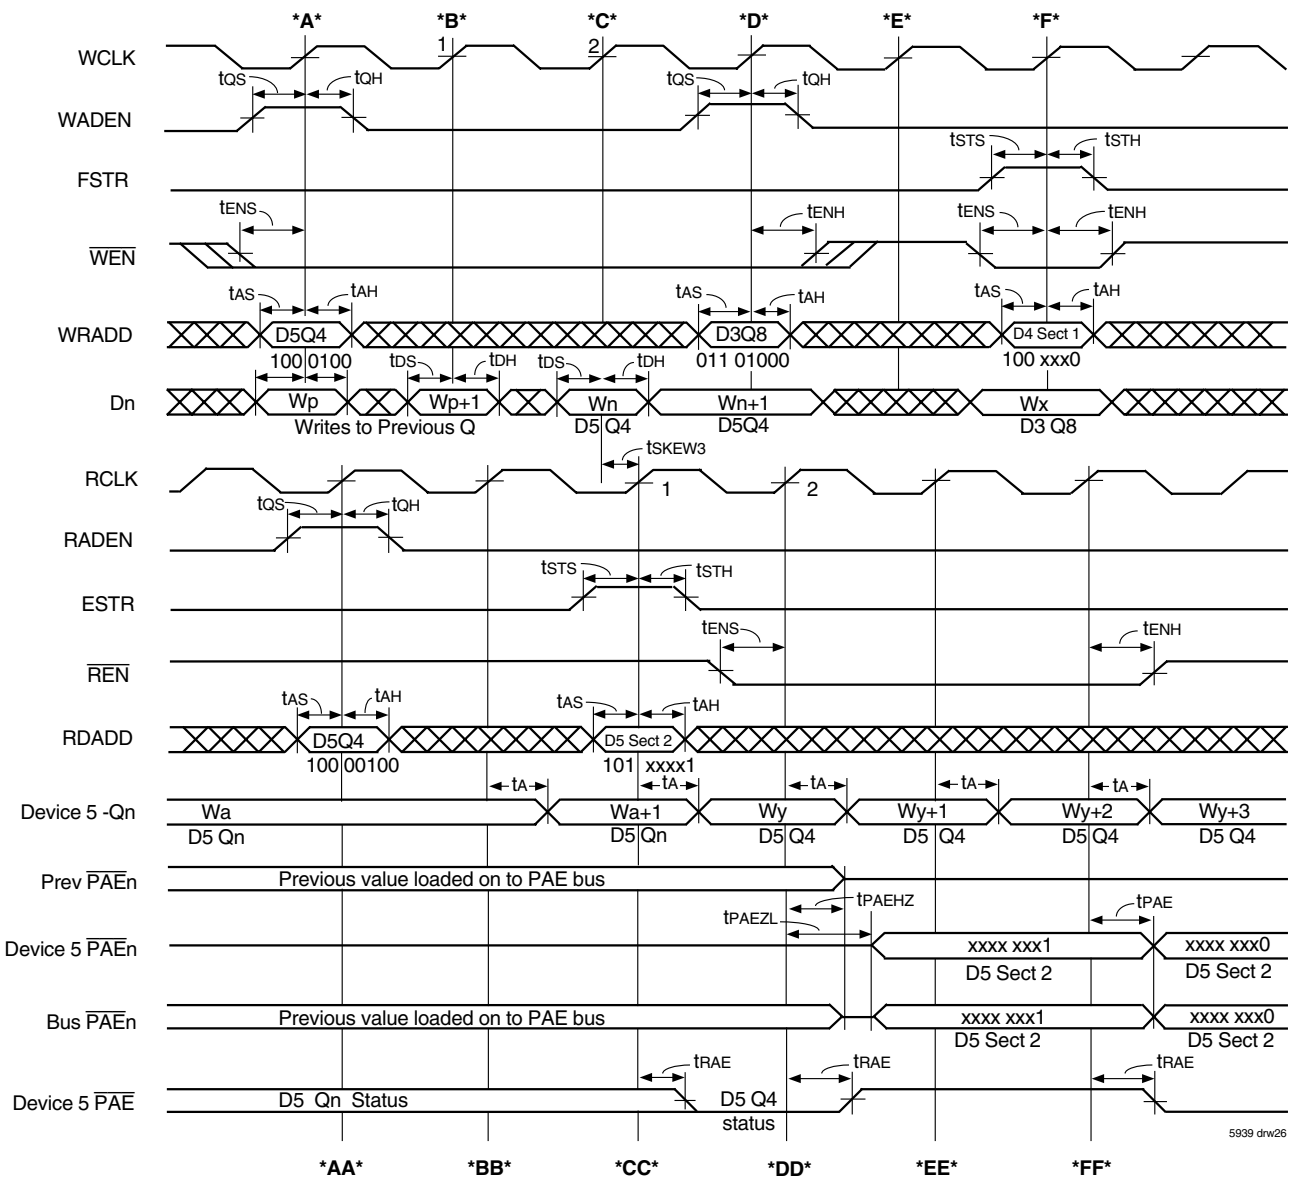 *A* *B* *C* *D* *E* *F*
WCLK 1 2
tQS tQH tQS tQH
WADEN
tSTS tSTH
FSTR
tENS tENH tENS tENH
WEN
tAS tAH tAS tAH tAS tAH
WRADD D5Q4 D3Q8 D4 Sect 1
100 0100 011 01000 100 xxx0
tDS tDH tDS tDH
Dn Wp Wp+1 Wn Wn+1 Wx
Writes to Previous Q D5 Q4 D5Q4 D3 Q8
tSKEW3
RCLK 1 2
tQS tQH
RADEN
tSTS tSTH
ESTR
tENS tENH
REN
tAS tAH tAS tAH
RDADD D5Q4 D5 Sect 2
100 00100 101 xxxx1
tA tA tA tA tA
Device 5 -Qn Wa Wa+1 Wy Wy+1 Wy+2 Wy+3
D5 Qn D5 Qn D5 Q4 D5 Q4 D5 Q4 D5 Q4
Prev PAEn Previous value loaded on to PAE bus
tPAEZL tPAEHZ tPAE
Device 5 PAEn xxxx xxx1 xxxx xxx0
D5 Sect 2 D5 Sect 2
Bus PAEn Previous value loaded on to PAE bus xxxx xxx1 xxxx xxx0
D5 Sect 2 D5 Sect 2
tRAE tRAE tRAE
Device 5 PAE D5 Qn Status D5 Q4
status
5939 drw26
*AA* *BB* *CC* *DD* *EE* *FF*